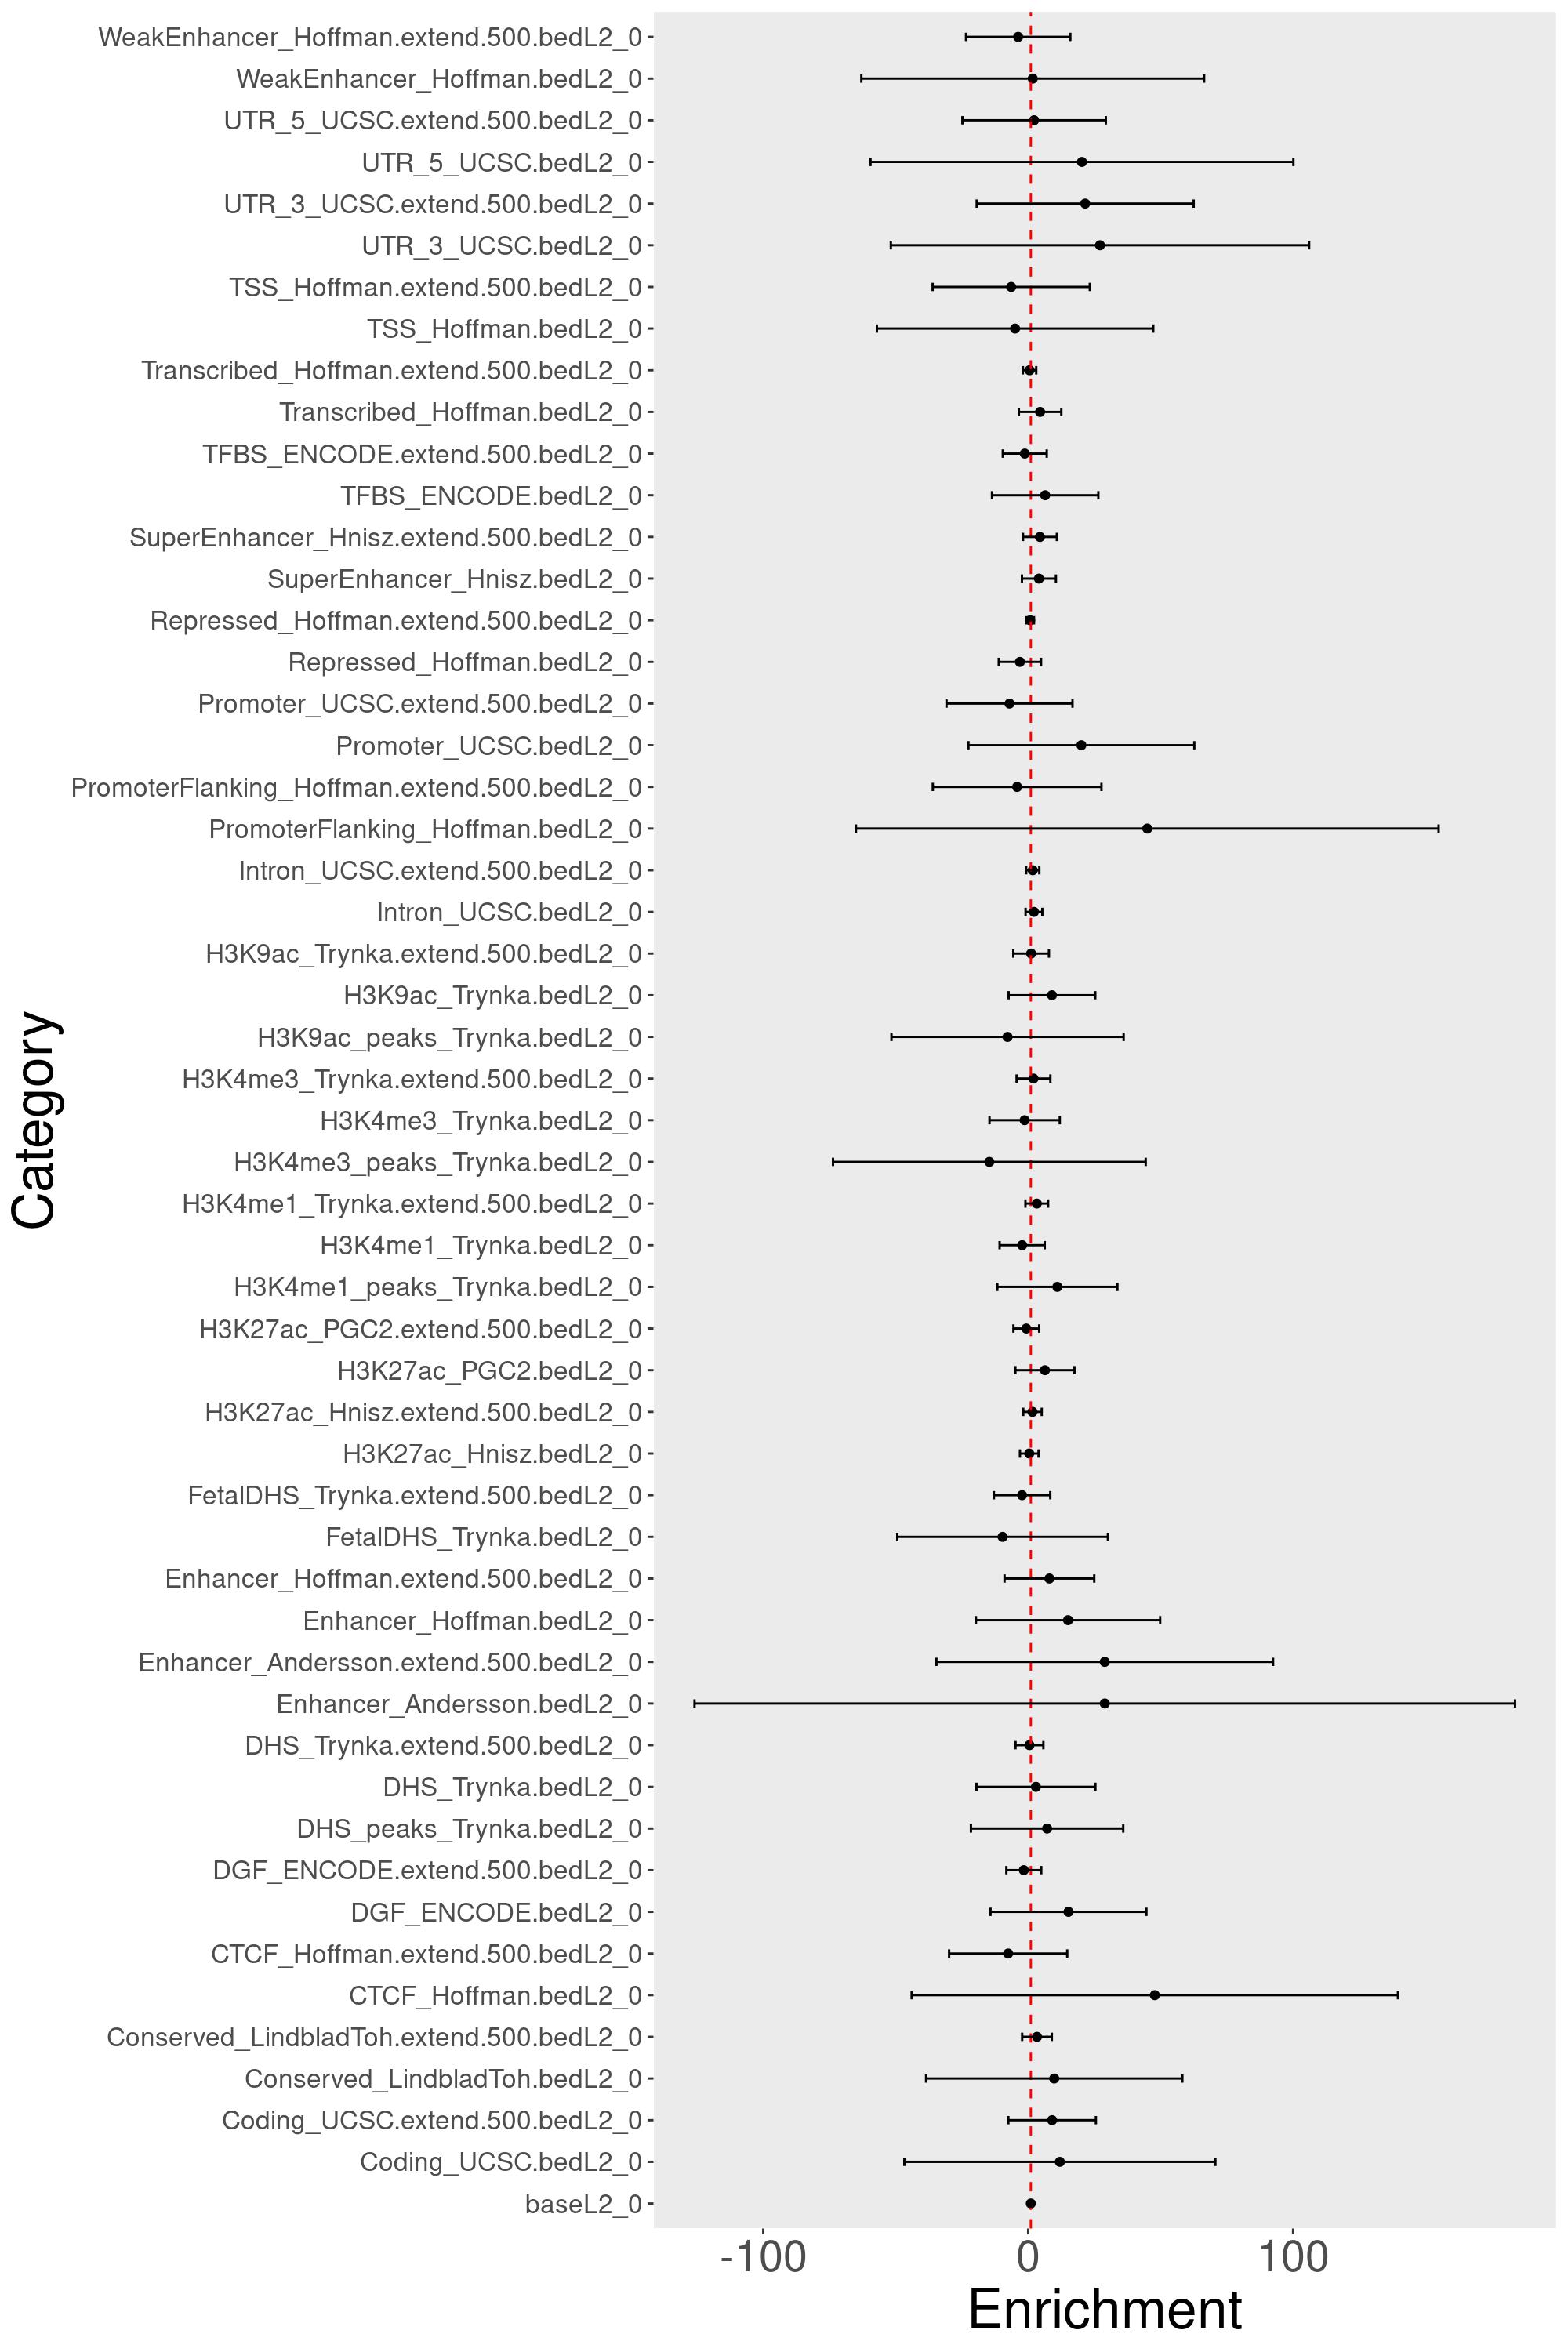 WeakEnhancer_Hoffman.extend.500.bedL2_0
WeakEnhancer_Hoffman.bedL2_0
UTR_5_UCSC.extend.500.bedL2_0
UTR_5_UCSC.bedL2_0
UTR_3_UCSC.extend.500.bedL2_0
UTR_3_UCSC.bedL2_0
TSS_Hoffman.extend.500.bedL2_0
TSS_Hoffman.bedL2_0
Transcribed_Hoffman.extend.500.bedL2_0
Transcribed_Hoffman.bedL2_0
TFBS_ENCODE.extend.500.bedL2_0
TFBS_ENCODE.bedL2_0
SuperEnhancer_Hnisz.extend.500.bedL2_0
SuperEnhancer_Hnisz.bedL2_0
Repressed_Hoffman.extend.500.bedL2_0
Repressed_Hoffman.bedL2_0
Promoter_UCSC.extend.500.bedL2_0
Promoter_UCSC.bedL2_0
PromoterFlanking_Hoffman.extend.500.bedL2_0
PromoterFlanking_Hoffman.bedL2_0
Intron_UCSC.extend.500.bedL2_0
Intron_UCSC.bedL2_0
H3K9ac_Trynka.extend.500.bedL2_0
H3K9ac_Trynka.bedL2_0
H3K9ac_peaks_Trynka.bedL2_0
H3K4me3_Trynka.extend.500.bedL2_0
H3K4me3_Trynka.bedL2_0
H3K4me3_peaks_Trynka.bedL2_0
H3K4me1_Trynka.extend.500.bedL2_0
H3K4me1_Trynka.bedL2_0
H3K4me1_peaks_Trynka.bedL2_0
H3K27ac_PGC2.extend.500.bedL2_0
H3K27ac_PGC2.bedL2_0
H3K27ac_Hnisz.extend.500.bedL2_0
H3K27ac_Hnisz.bedL2_0
FetalDHS_Trynka.extend.500.bedL2_0
FetalDHS_Trynka.bedL2_0
Enhancer_Hoffman.extend.500.bedL2_0
Enhancer_Hoffman.bedL2_0
Enhancer_Andersson.extend.500.bedL2_0
Enhancer_Andersson.bedL2_0
DHS_Trynka.extend.500.bedL2_0
DHS_Trynka.bedL2_0
DHS_peaks_Trynka.bedL2_0
DGF_ENCODE.extend.500.bedL2_0
DGF_ENCODE.bedL2_0
CTCF_Hoffman.extend.500.bedL2_0
CTCF_Hoffman.bedL2_0
Conserved_LindbladToh.extend.500.bedL2_0
Conserved_LindbladToh.bedL2_0
Coding_UCSC.extend.500.bedL2_0
Coding_UCSC.bedL2_0
baseL2_0
Category
-100 0 100
Enrichment